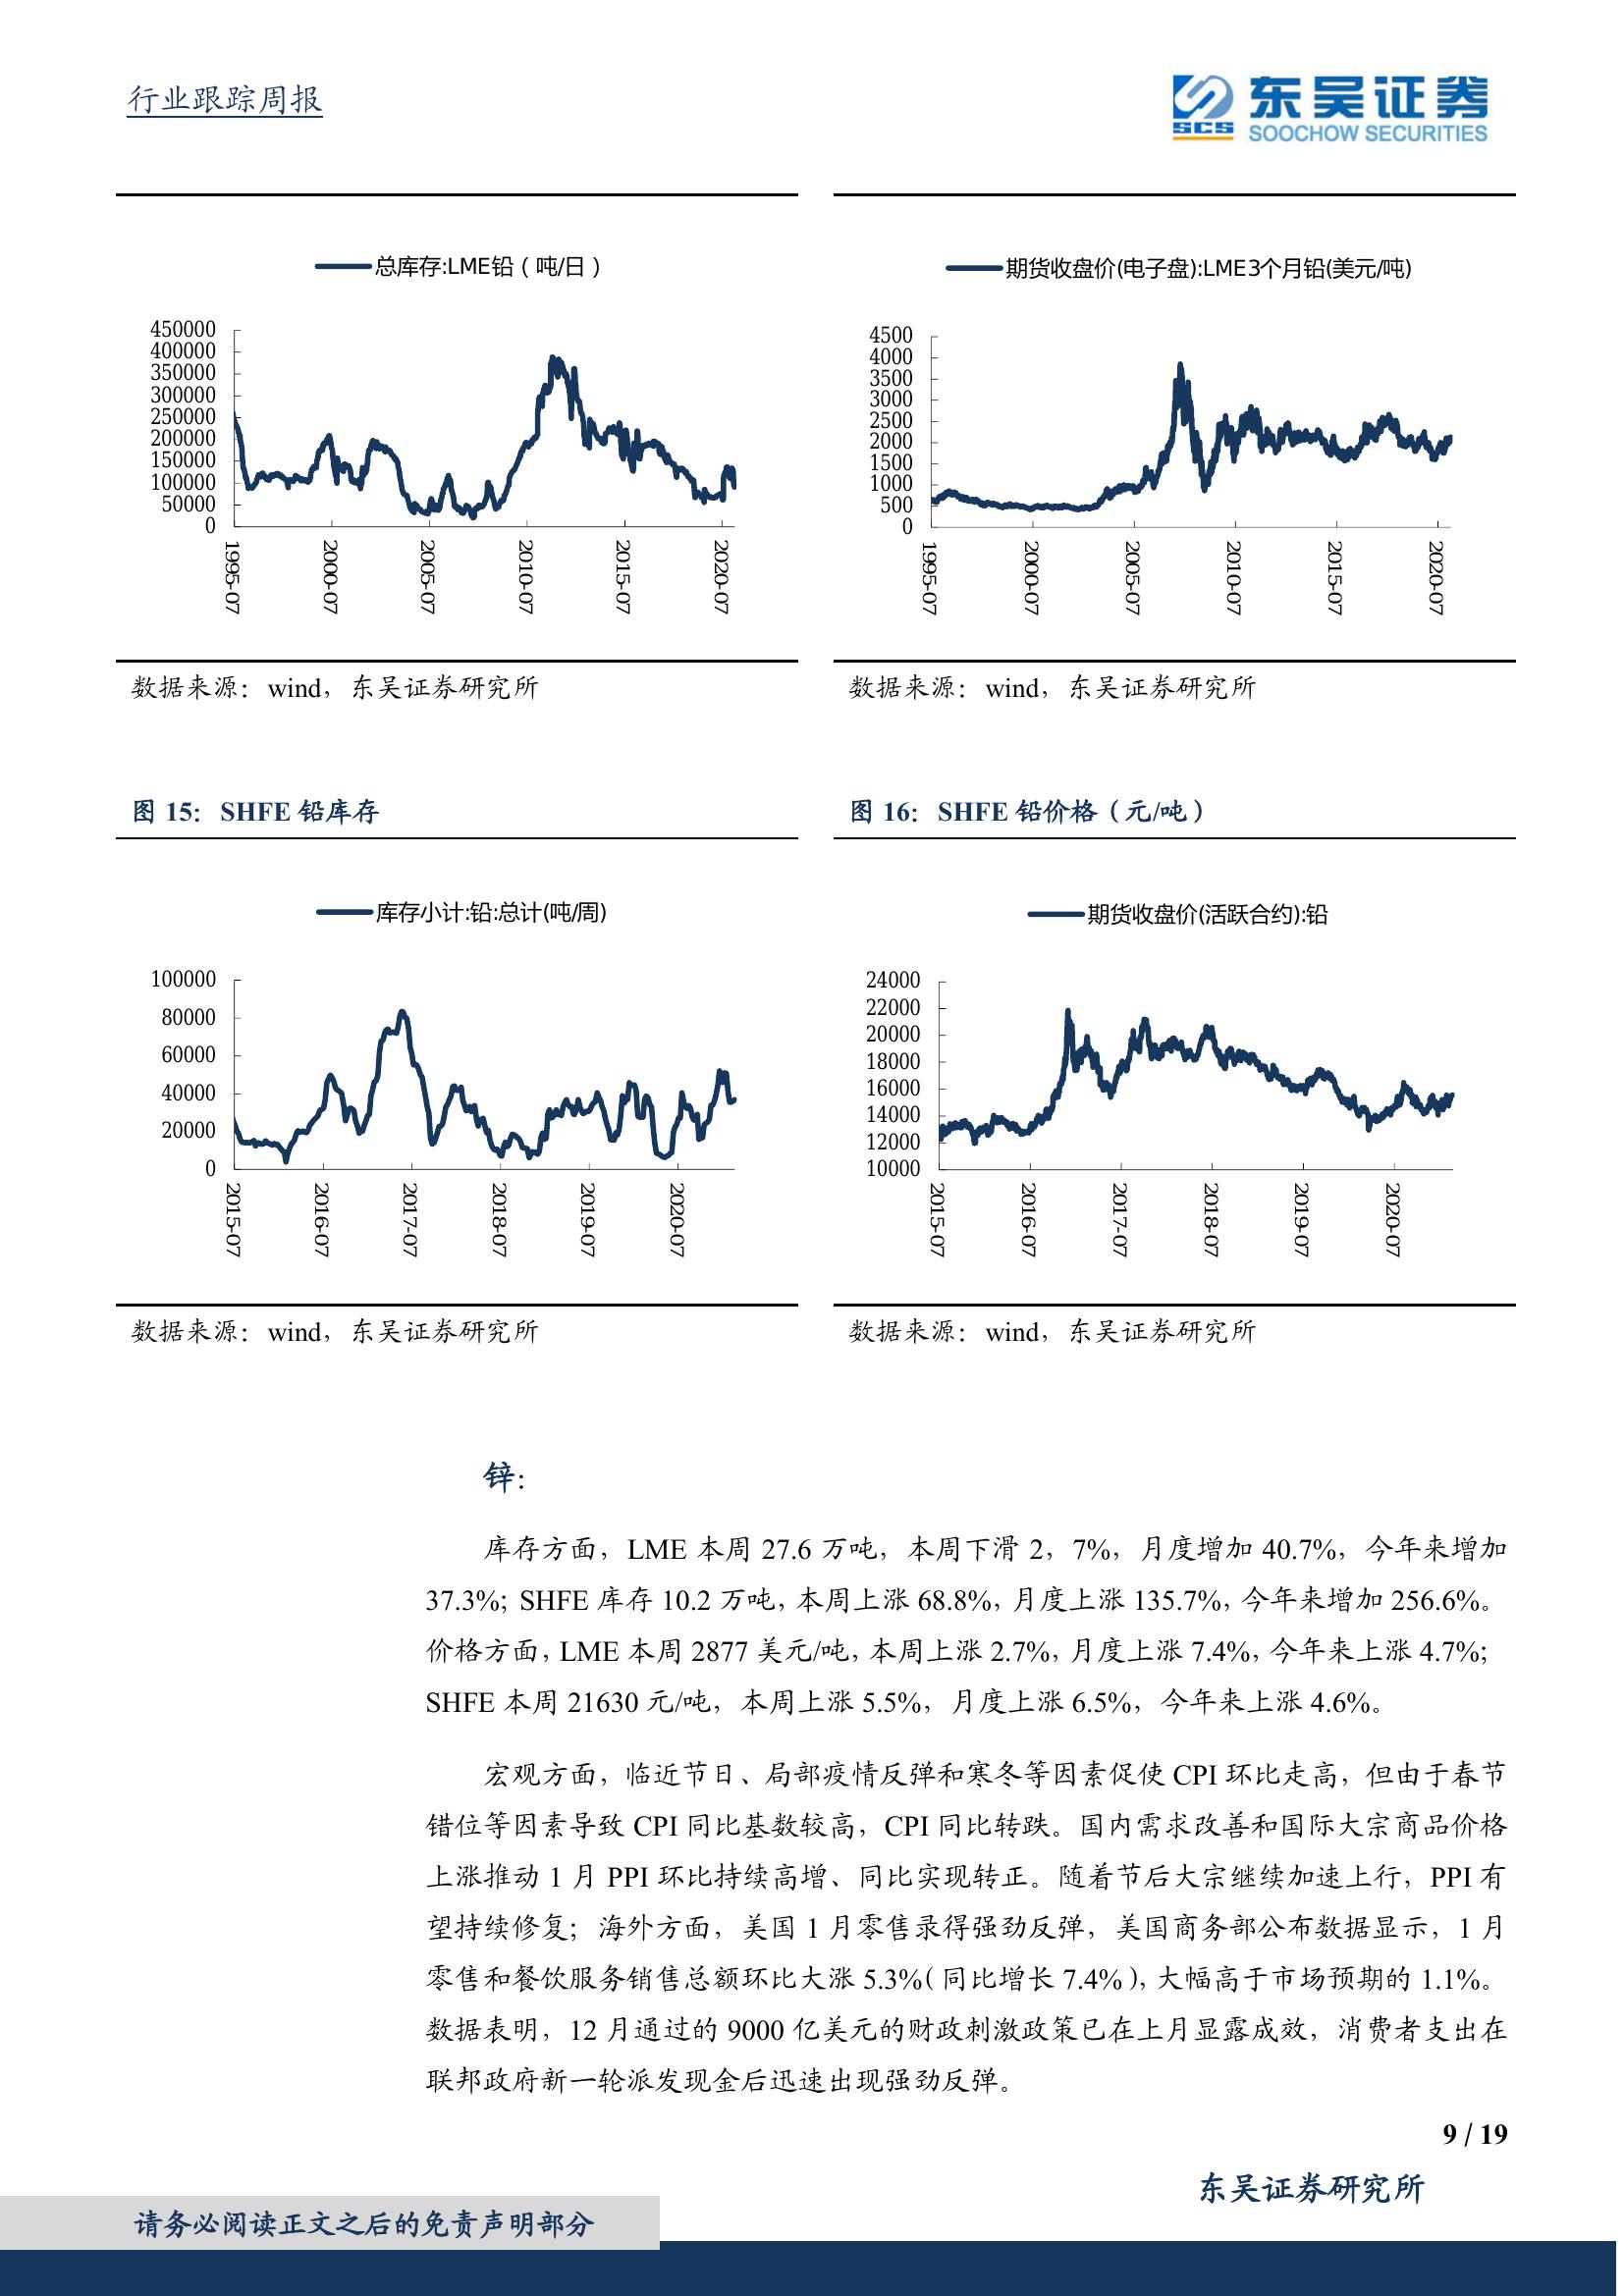 行业跟踪周报
SCS 东吴证券
SOOCHOW SECURITIES
总库存:LME铅（吨/日）
450000
400000
350000
300000
250000
200000
150000
100000
50000
0
1995-07
2000-07
2005-07
2010-07
2015-07
2020-07
期货收盘价(电子盘):LME3个月铅(美元/吨)
4500
4000
3500
3000
2500
2000
1500
1000
500
0
1995-07
2000-07
2005-07
2010-07
2015-07
2020-07
数据来源：wind，东吴证券研究所
数据来源：wind，东吴证券研究所
图 15：SHFE 铅库存
库存小计:铅:总计(吨/周)
100000
80000
60000
40000
20000
0
2015-07
2016-07
2017-07
2018-07
2019-07
2020-07
图 16：SHFE 铅价格（元/吨）
期货收盘价(活跃合约):铅
24000
22000
20000
18000
16000
14000
12000
10000
2015-07
2016-07
2017-07
2018-07
2019-07
2020-07
数据来源：wind，东吴证券研究所
数据来源：wind，东吴证券研究所
锌：
库存方面，LME 本周 27.6 万吨，本周下滑 2，7%，月度增加 40.7%，今年来增加
37.3%；SHFE 库存 10.2 万吨，本周上涨 68.8%，月度上涨 135.7%，今年来增加 256.6%。
价格方面，LME 本周 2877 美元/吨，本周上涨 2.7%，月度上涨 7.4%，今年来上涨 4.7%；
SHFE 本周 21630 元/吨，本周上涨 5.5%，月度上涨 6.5%，今年来上涨 4.6%。
宏观方面，临近节日、局部疫情反弹和寒冬等因素促使 CPI 环比走高，但由于春节
错位等因素导致 CPI 同比基数较高，CPI 同比转跌。国内需求改善和国际大宗商品价格
上涨推动 1 月 PPI 环比持续高增、同比实现转正。随着节后大宗继续加速上行，PPI 有
望持续修复；海外方面，美国 1 月零售录得强劲反弹，美国商务部公布数据显示，1 月
零售和餐饮服务销售总额环比大涨 5.3%（同比增长 7.4%），大幅高于市场预期的 1.1%。
数据表明，12 月通过的 9000 亿美元的财政刺激政策已在上月显露成效，消费者支出在
联邦政府新一轮派发现金后迅速出现强劲反弹。
9 / 19
东吴证券研究所
请务必阅读正文之后的免责声明部分